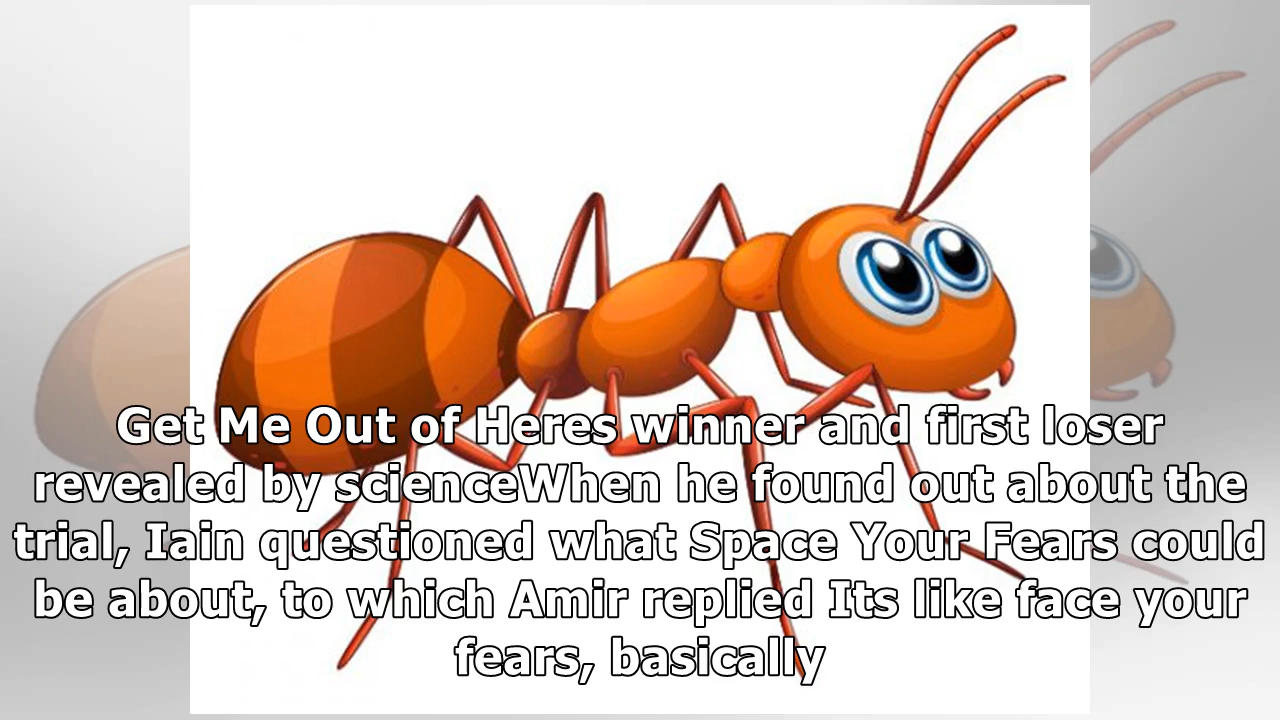 Get Me Out of Heres winner and first loser
revealed by scienceWhen he found out about the
trial, Iain questioned what Space Your Fears could
be about, to which Amir replied Its like face your
fears, basically